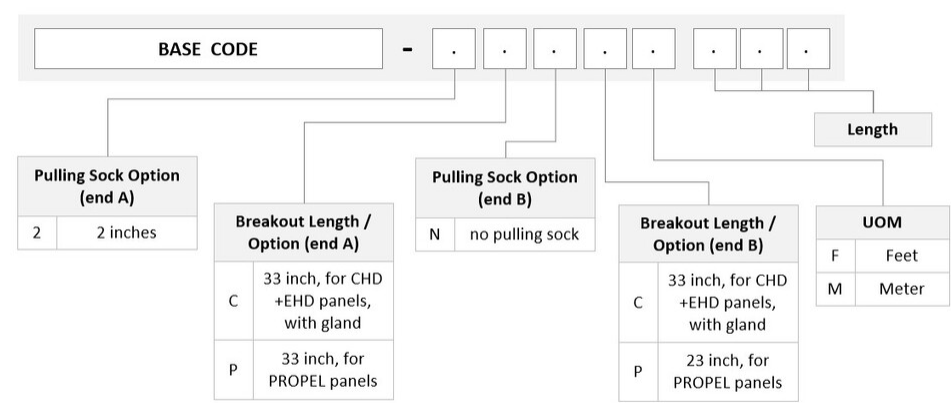 BASE CODE - . . . . . . . .
Length
Pulling Sock Option
(end A)
2 2 inches
Breakout Length /
Option (end A)
C 33 inch, for CHD
+EHD panels,
with gland
P 33 inch, for
PROPEL panels
Pulling Sock Option
(end B)
N no pulling sock
Breakout Length /
Option (end B)
C 33 inch, for CHD
+EHD panels,
with gland
P 23 inch, for
PROPEL panels
UOM
F Feet
M Meter